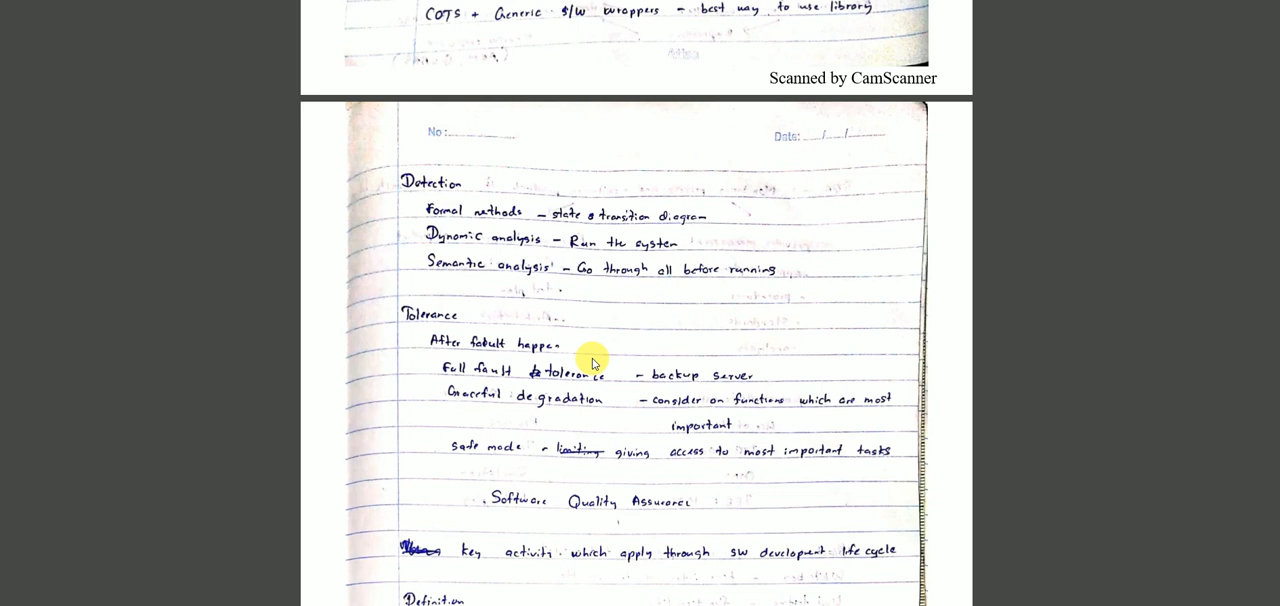 COTS + Generic S/W wrappers - best way to use library
Scanned by CamScanner
No:
Date: / /
Detection
Formal methods - state & transition diagram
Dynamic analysis - Run the system
Semantic analysis - Go through all before running
Tolerance
After fabult happen
Full fault tolerance - backup server
Graceful degradation - consider on functions which are most
important
Safe mode - limiting giving access to most important tasks
Software Quality Assurance
key activity which apply through SW development life cycle
Definition